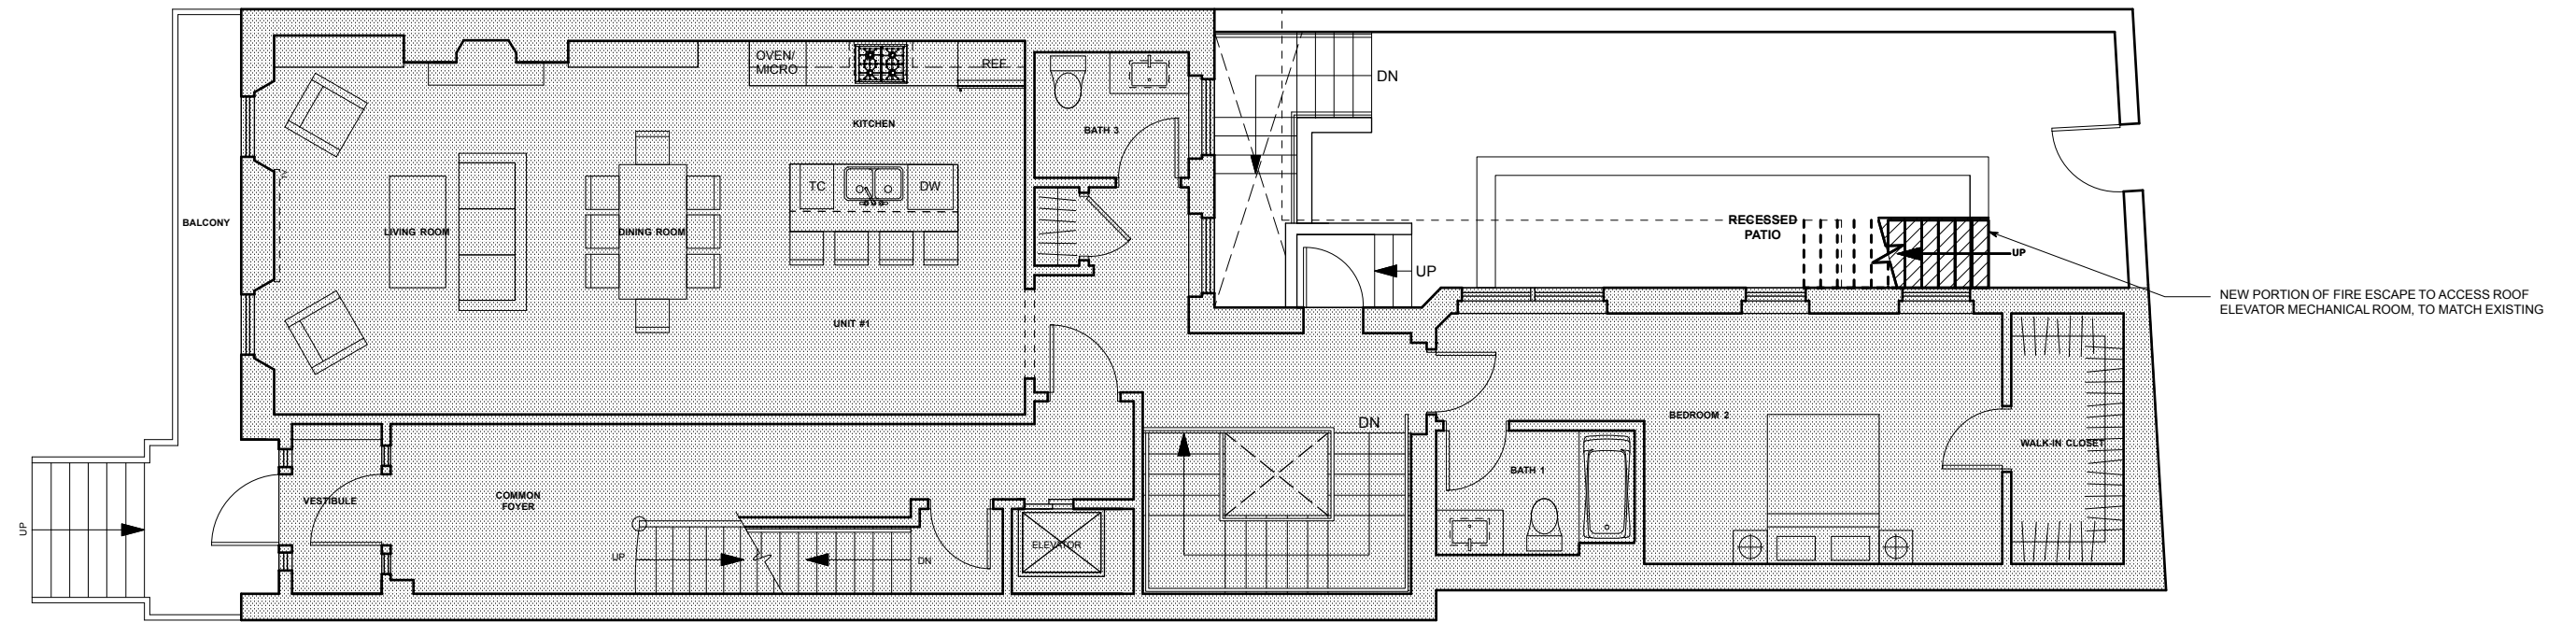 OVEN/
MICRO
REF.
DN
KITCHEN
BATH 3
TV
TC
DW
BALCONY
LIVING ROOM
DINING ROOM
RECESSED
PATIO
UP
UP
NEW PORTION OF FIRE ESCAPE TO ACCESS ROOF
ELEVATOR MECHANICAL ROOM, TO MATCH EXISTING
UNIT #1
BEDROOM 2
DN
WALK-IN CLOSET
BATH 1
VESTIBULE
COMMON
FOYER
UP
ELEVATOR
UP
DN